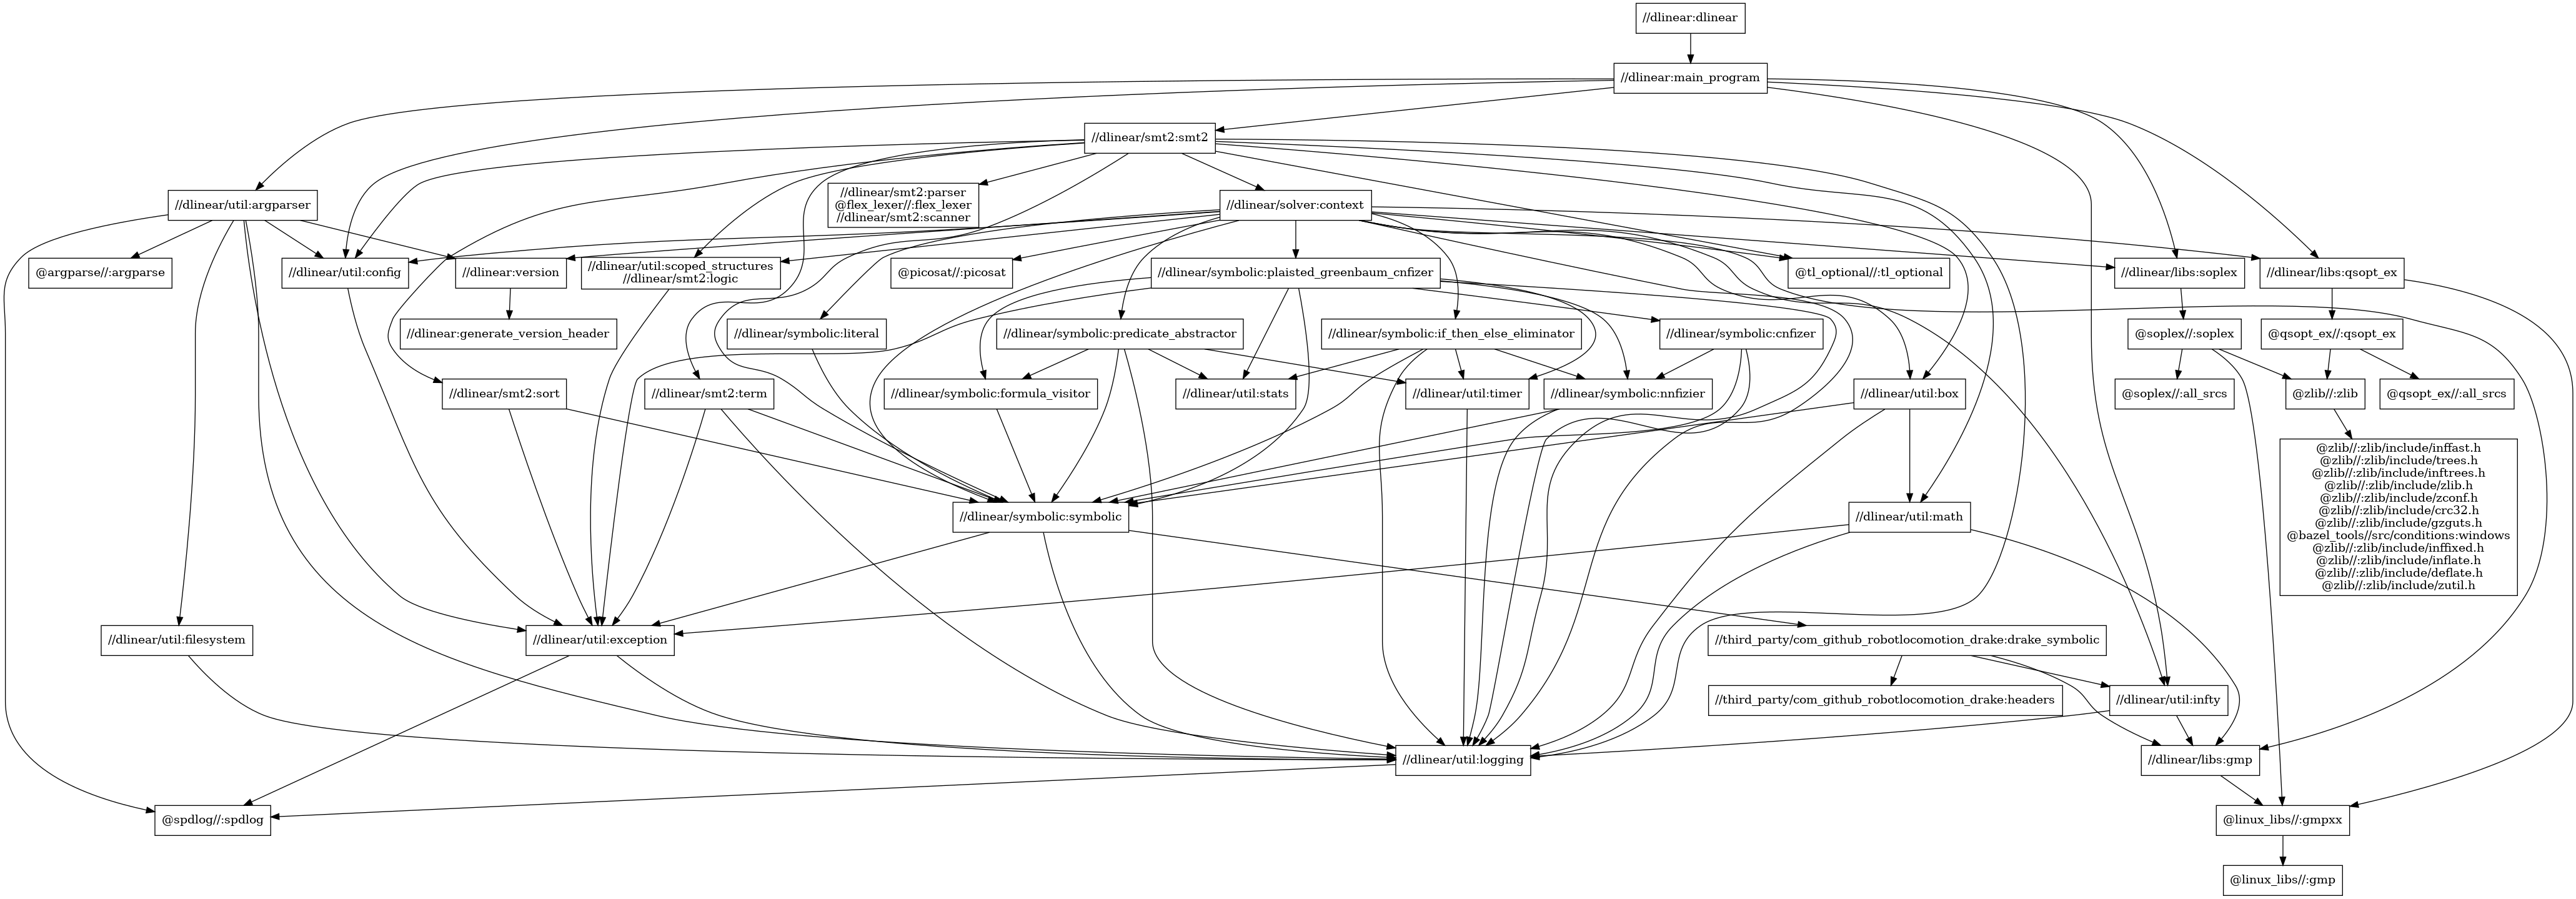 //dlinear:dlinear
//dlinear:main_program
//dlinear/smt2:smt2
//dlinear/util:argparser
//dlinear/smt2:parser
@flex_lexer//:flex_lexer
//dlinear/smt2:scanner
//dlinear/solver:context
@argparse//:argparse
//dlinear/util:config
//dlinear:version
//dlinear/util:scoped_structures
//dlinear/smt2:logic
@picosat//:picosat
//dlinear/symbolic:plaisted_greenbaum_cnfizer
@tl_optional//:tl_optional
//dlinear/libs:soplex
//dlinear/libs:qsopt_ex
//dlinear:generate_version_header
//dlinear/symbolic:literal
//dlinear/symbolic:predicate_abstractor
//dlinear/symbolic:if_then_else_eliminator
//dlinear/symbolic:cnfizer
@soplex//:soplex
@qsopt_ex//:qsopt_ex
//dlinear/smt2:sort
//dlinear/smt2:term
//dlinear/symbolic:formula_visitor
//dlinear/util:stats
//dlinear/util:timer
//dlinear/symbolic:nnfizier
//dlinear/util:box
@soplex//:all_srcs
@zlib//:zlib
@qsopt_ex//:all_srcs
//dlinear/symbolic:symbolic
//dlinear/util:math
@zlib//:zlib/include/inffast.h
@zlib//:zlib/include/trees.h
@zlib//:zlib/include/inftrees.h
@zlib//:zlib/include/zlib.h
@zlib//:zlib/include/zconf.h
@zlib//:zlib/include/crc32.h
@zlib//:zlib/include/gzguts.h
@bazel_tools//src/conditions:windows
@zlib//:zlib/include/inffixed.h
@zlib//:zlib/include/inflate.h
@zlib//:zlib/include/deflate.h
@zlib//:zlib/include/zutil.h
//dlinear/util:filesystem
//dlinear/util:exception
//third_party/com_github_robotlocomotion_drake:drake_symbolic
//third_party/com_github_robotlocomotion_drake:headers
//dlinear/util:infty
//dlinear/util:logging
//dlinear/libs:gmp
@spdlog//:spdlog
@linux_libs//:gmpxx
@linux_libs//:gmp